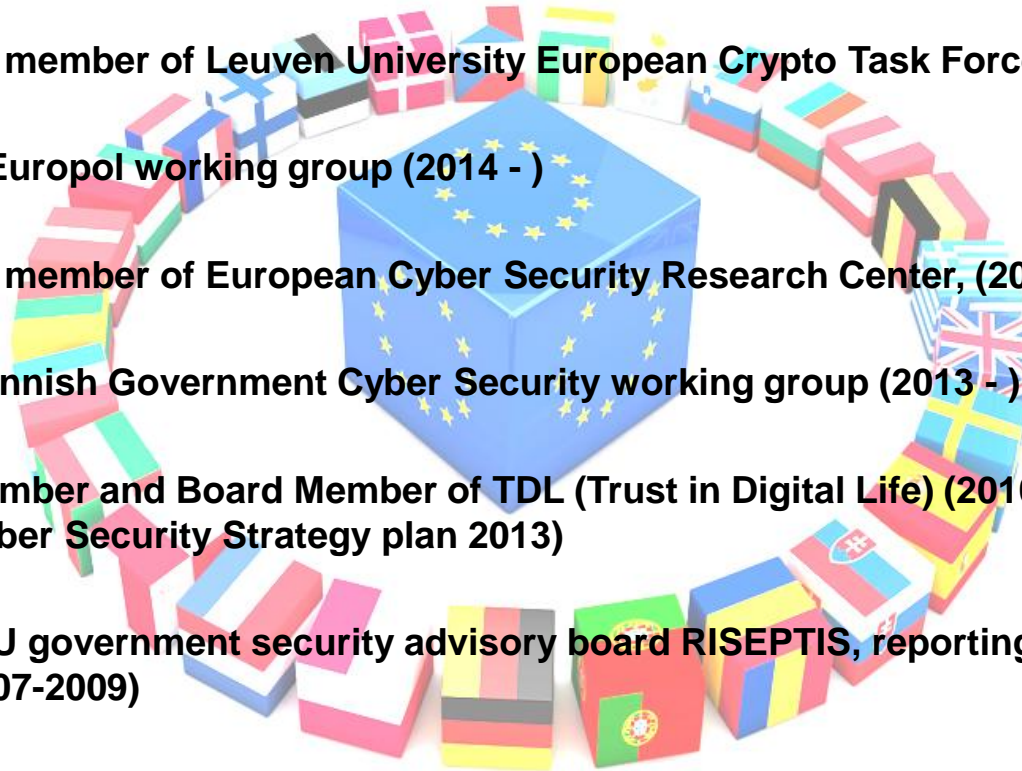 member of Leuven University European Crypto Task Forc
Europol working group (2014 - )
member of European Cyber Security Research Center, (20
nnish Government Cyber Security working group (2013 - )
mber and Board Member of TDL (Trust in Digital Life) (2010
ber Security Strategy plan 2013)
U government security advisory board RISEPTIS, reporting
07-2009)